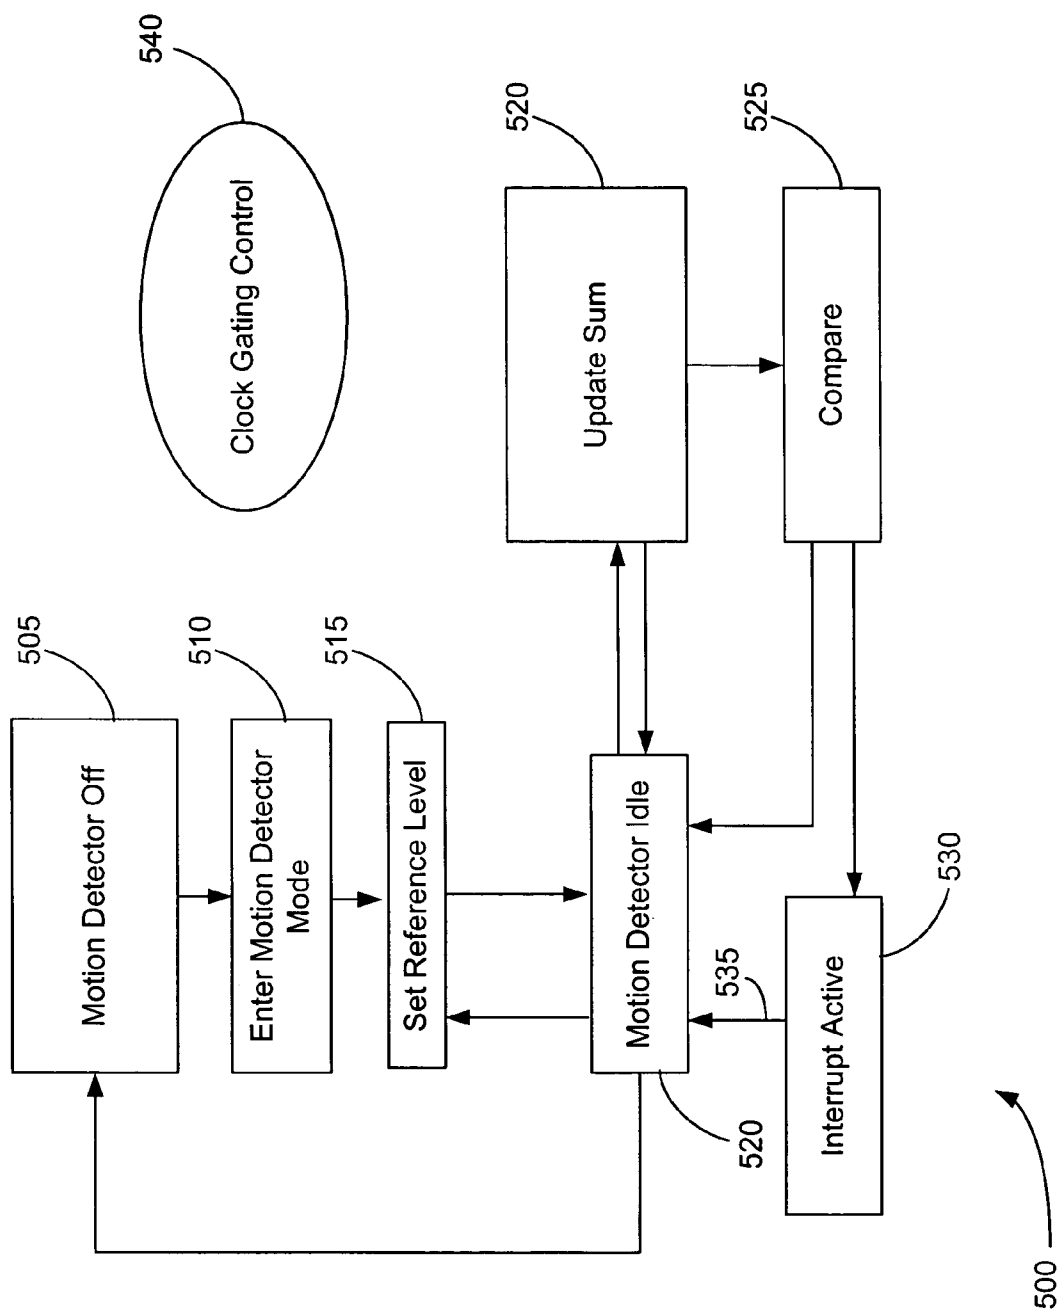 505
Motion Detector Off
510
Enter Motion Detector
Mode
515
Set Reference Level
540
Clock Gating Control
520
Update Sum
525
Compare
Motion Detector Idle
520
535
Interrupt Active
530
500